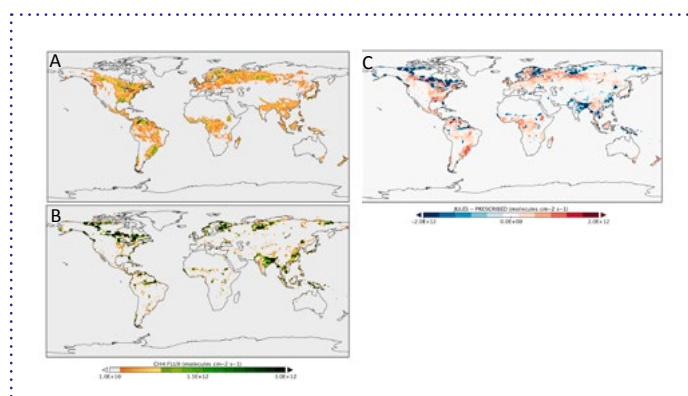 A
C
JULES - PRESCRIBED (molecules cm-2 s-1)
-2.0E+12 0.0E+00 2.0E+12
B
CH4 FLUX (molecules cm-2 s-1)
1.0E+10 1.5E+12 3.0E+12